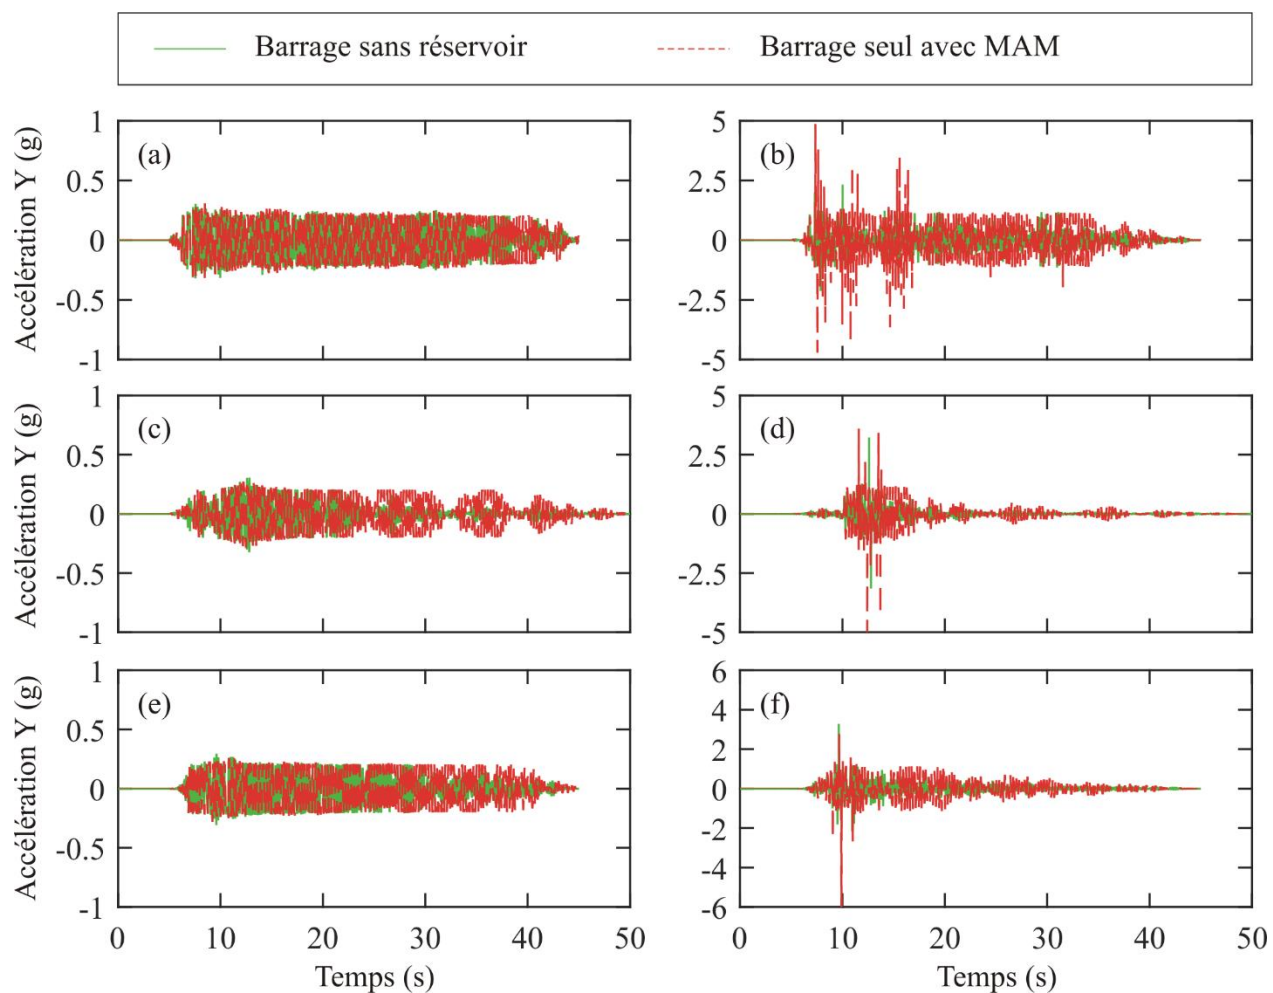 Barrage sans réservoir
Barrage seul avec MAM
Accélération Y (g)
1
0.5
0
-0.5
-1
(a)
5
2.5
0
-2.5
-5
(b)
Accélération Y (g)
1
0.5
0
-0.5
-1
(c)
5
2.5
0
-2.5
-5
(d)
Accélération Y (g)
1
0.5
0
-0.5
-1
(e)
0 10 20 30 40 50
Temps (s)
6
4
2
0
-2
-4
-6
(f)
0 10 20 30 40 50
Temps (s)